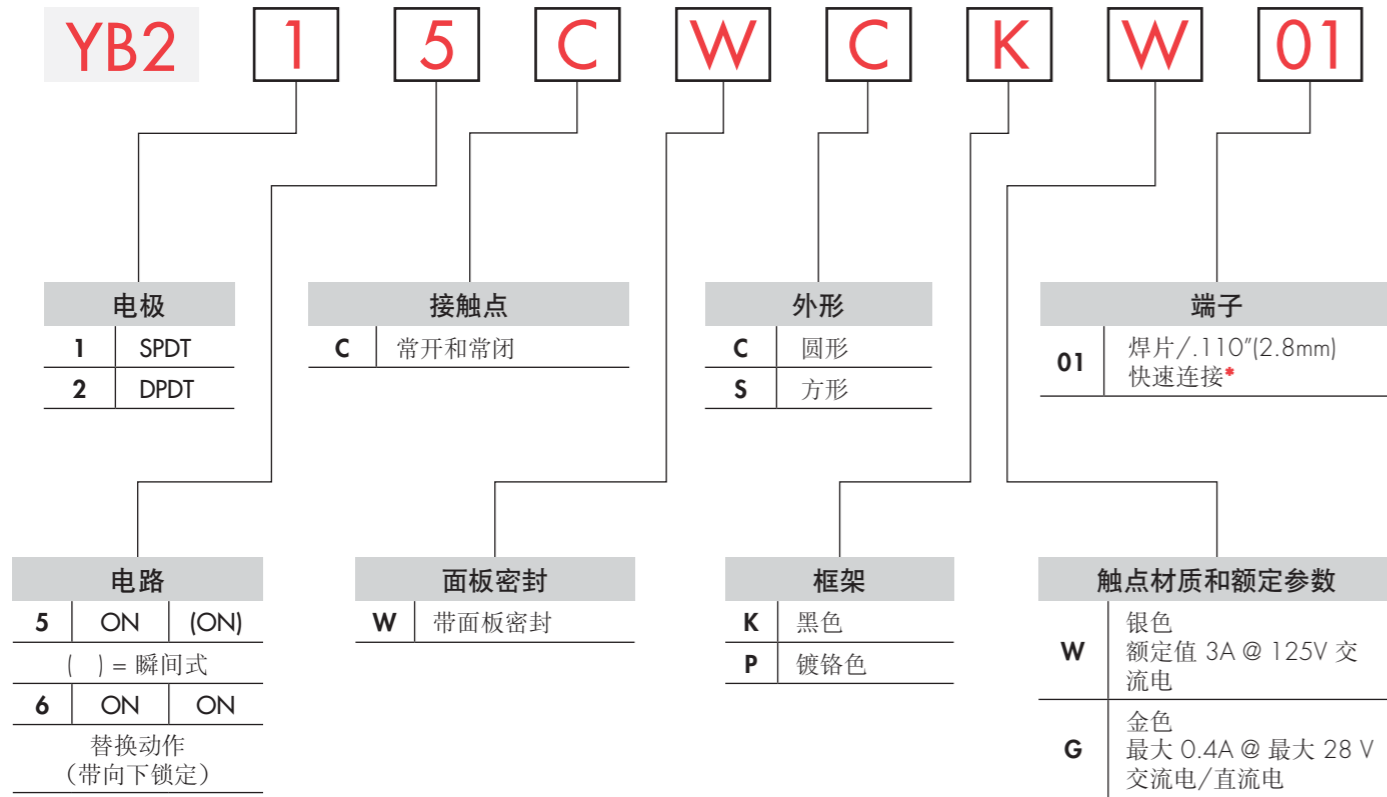 YB2 1 5 C W C K W 01
电极
1 SPDT
2 DPDT
接触点
C 常开和常闭
外形
C 圆形
S 方形
端子
01 焊片/.110"(2.8mm)
快速连接*
电路
5 ON (ON)
( ) = 瞬间式
6 ON ON
替换动作
（带向下锁定）
面板密封
W 带面板密封
框架
K 黑色
P 镀铬色
触点材质和额定参数
W 银色
额定值 3A @ 125V 交
流电
G 金色
最大 0.4A @ 最大 28 V
交流电/直流电